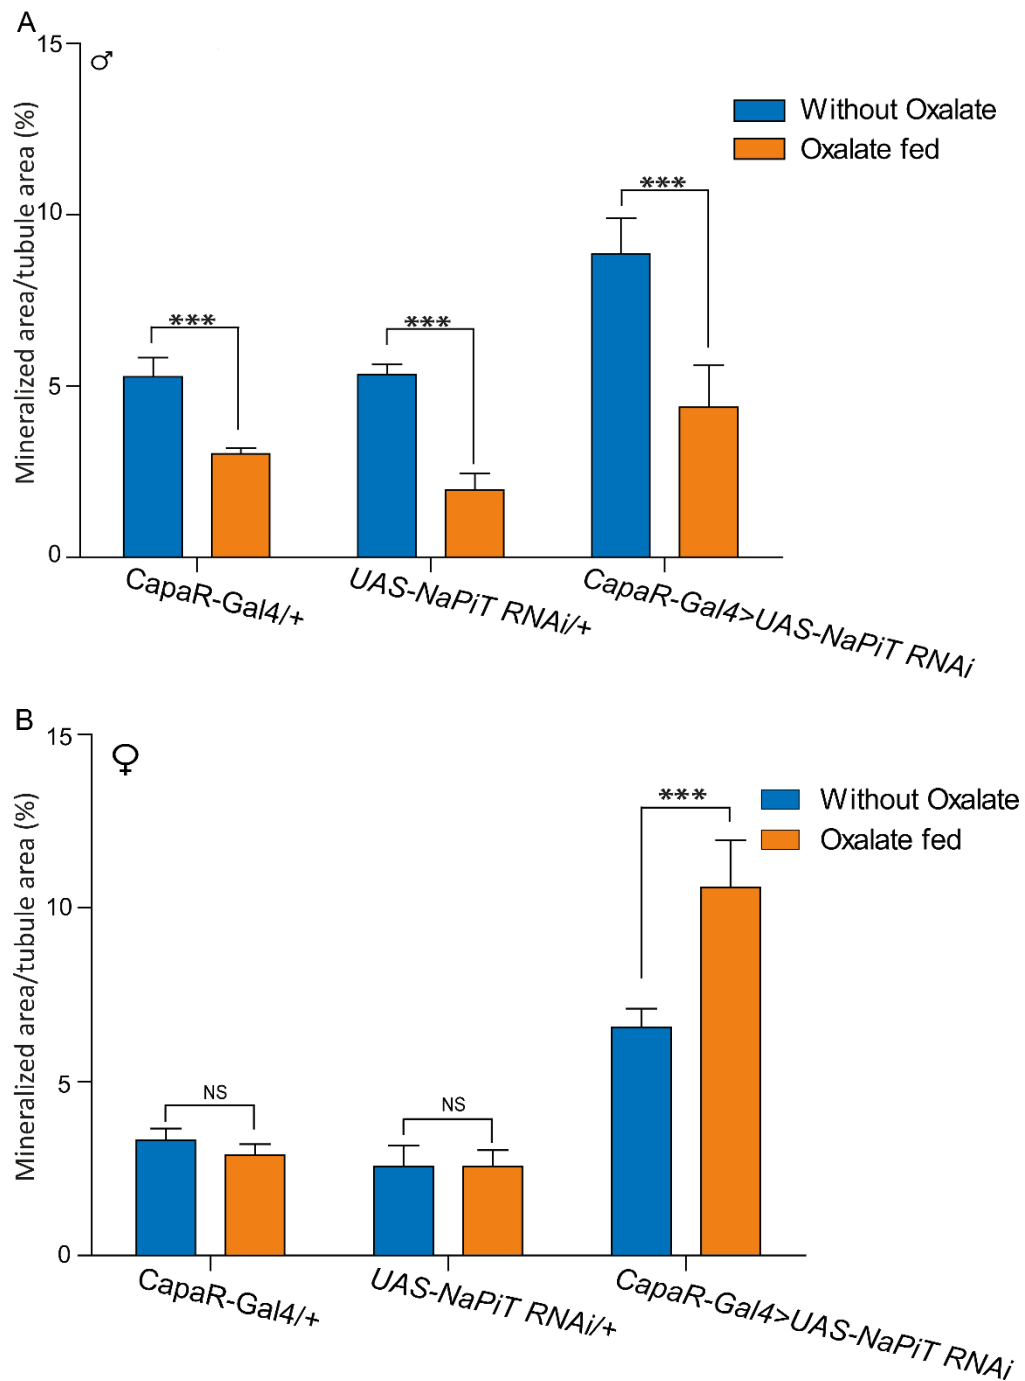 A
♂
15
10
5
0
Mineralized area/tubule area (%)
Without Oxalate
Oxalate fed
***
***
***
CapaR-Gal4/+
UAS-NaPiT RNAi/+
CapaR-Gal4>UAS-NaPiT RNAi
B
♀
15
10
5
0
Mineralized area/tubule area (%)
Without Oxalate
Oxalate fed
NS
NS
***
CapaR-Gal4/+
UAS-NaPiT RNAi/+
CapaR-Gal4>UAS-NaPiT RNAi